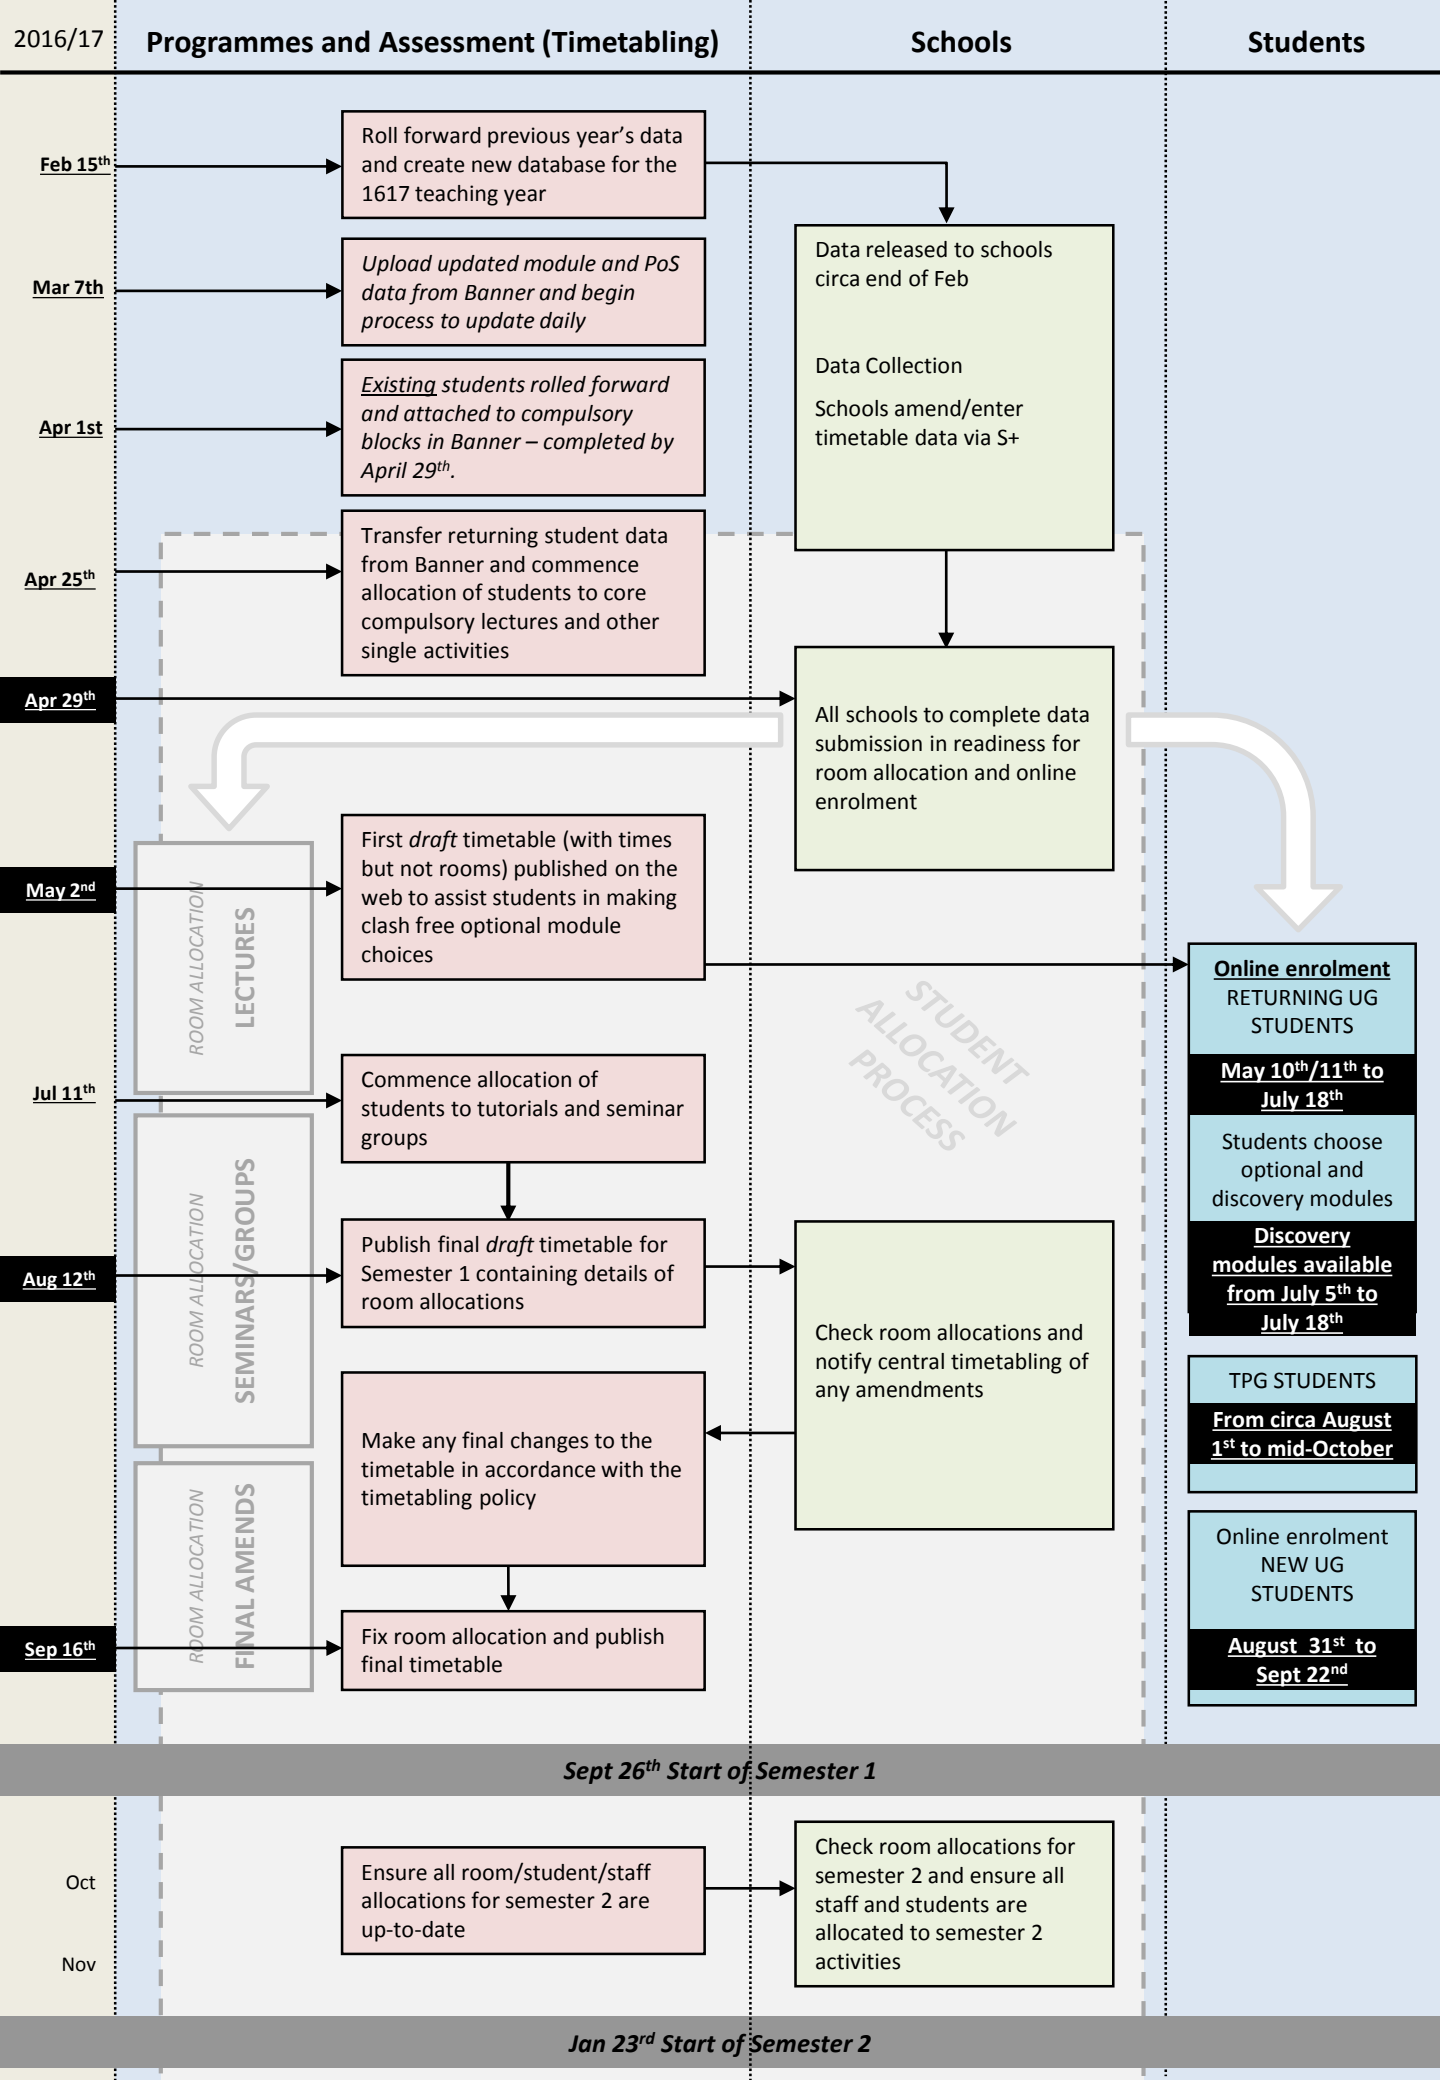 2016/17
Programmes and Assessment (Timetabling)
Schools
Students
Feb 15th
Roll forward previous year's data
and create new database for the
1617 teaching year
Data released to schools
circa end of Feb
Data Collection
Schools amend/enter
timetable data via S+
Mar 7th
Upload updated module and PoS
data from Banner and begin
process to update daily
Apr 1st
Existing students rolled forward
and attached to compulsory
blocks in Banner – completed by
April 29th.
Apr 25th
Transfer returning student data
from Banner and commence
allocation of students to core
compulsory lectures and other
single activities
Apr 29th
All schools to complete data
submission in readiness for
room allocation and online
enrolment
May 2nd
ROOM ALLOCATION
LECTURES
First draft timetable (with times
but not rooms) published on the
web to assist students in making
clash free optional module
choices
STUDENT
ALLOCATION
PROCESS
Online enrolment
RETURNING UG
STUDENTS
May 10th/11th to
July 18th
Students choose
optional and
discovery modules
Discovery
modules available
from July 5th to
July 18th
Jul 11th
Commence allocation of
students to tutorials and seminar
groups
ROOM ALLOCATION
SEMINARS/GROUPS
Aug 12th
Publish final draft timetable for
Semester 1 containing details of
room allocations
Check room allocations and
notify central timetabling of
any amendments
TPG STUDENTS
From circa August
1st to mid-October
Make any final changes to the
timetable in accordance with the
timetabling policy
ROOM ALLOCATION
FINAL AMENDS
Online enrolment
NEW UG
STUDENTS
August 31st to
Sept 22nd
Sep 16th
Fix room allocation and publish
final timetable
Sept 26th Start of Semester 1
Oct
Nov
Ensure all room/student/staff
allocations for semester 2 are
up-to-date
Check room allocations for
semester 2 and ensure all
staff and students are
allocated to semester 2
activities
Jan 23rd Start of Semester 2